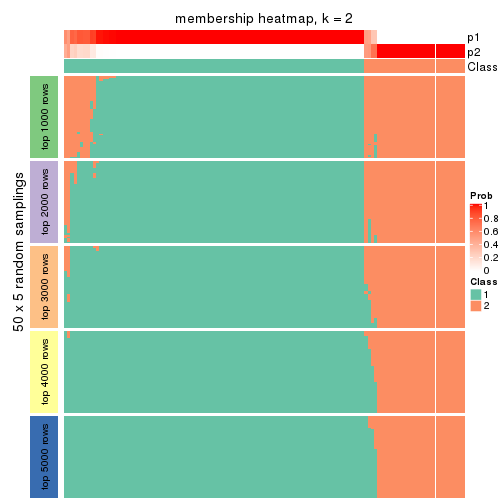 membership heatmap, k = 2
p1
p2
Class
top 1000 rows
top 2000 rows
top 3000 rows
top 4000 rows
top 5000 rows
50 x 5 random samplings
Prob
1
0.8
0.6
0.4
0.2
0
Class
1
2